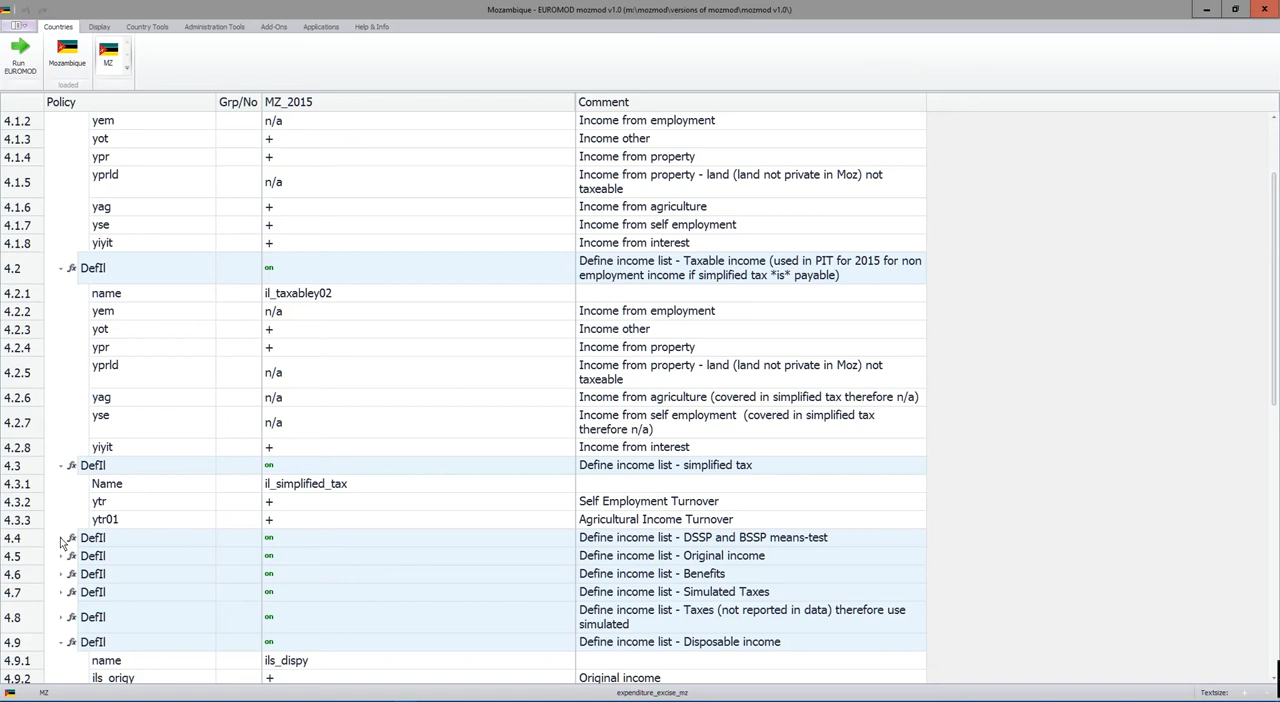 Mozambique - EUROMOD mozmod v1.0 (m:\mozmod\versions of mozmod\mozmod v1.0\)
Countries Display Country Tools Administration Tools Add-Ons Applications Help & Info
Run EUROMOD
Mozambique
MZ
loaded
Policy Grp/No MZ_2015 Comment
4.1.2 yem n/a Income from employment
4.1.3 yot + Income other
4.1.4 ypr + Income from property
4.1.5 yprld n/a Income from property - land (land not private in Moz) not
taxeable
4.1.6 yag + Income from agriculture
4.1.7 yse + Income from self employment
4.1.8 yiyit + Income from interest
4.2 fx DefIl on Define income list - Taxable income (used in PIT for 2015 for non
employment income if simplified tax *is* payable)
4.2.1 name il_taxabley02
4.2.2 yem n/a Income from employment
4.2.3 yot + Income other
4.2.4 ypr + Income from property
4.2.5 yprld n/a Income from property - land (land not private in Moz) not
taxeable
4.2.6 yag n/a Income from agriculture (covered in simplified tax therefore n/a)
4.2.7 yse n/a Income from self employment (covered in simplified tax
therefore n/a)
4.2.8 yiyit + Income from interest
4.3 fx DefIl on Define income list - simplified tax
4.3.1 Name il_simplified_tax
4.3.2 ytr + Self Employment Turnover
4.3.3 ytr01 + Agricultural Income Turnover
4.4 fx DefIl on Define income list - DSSP and BSSP means-test
4.5 fx DefIl on Define income list - Original income
4.6 fx DefIl on Define income list - Benefits
4.7 fx DefIl on Define income list - Simulated Taxes
4.8 fx DefIl on Define income list - Taxes (not reported in data) therefore use
simulated
4.9 fx DefIl on Define income list - Disposable income
4.9.1 name ils_dispy
4.9.2 ils_origy + Original income
MZ expenditure_excise_mz Textsize: + -